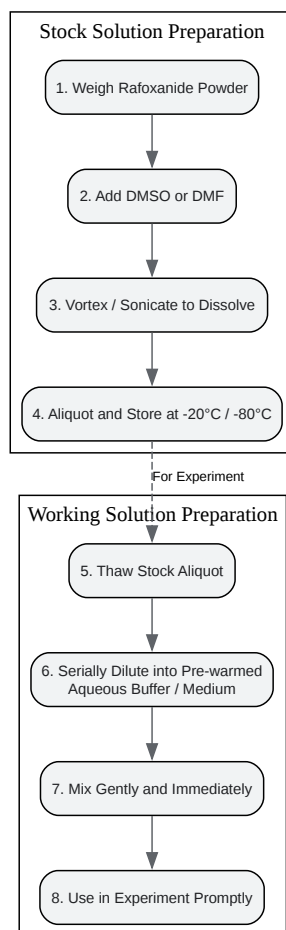 Stock Solution Preparation
1. Weigh Rafoxanide Powder
2. Add DMSO or DMF
3. Vortex / Sonicate to Dissolve
4. Aliquot and Store at -20°C / -80°C
For Experiment
Working Solution Preparation
5. Thaw Stock Aliquot
6. Serially Dilute into Pre-warmed
Aqueous Buffer / Medium
7. Mix Gently and Immediately
8. Use in Experiment Promptly